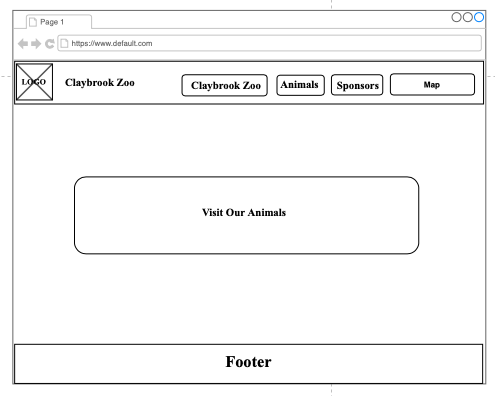 Page 1
https://www.default.com
LOGO
Claybrook Zoo
Claybrook Zoo
Animals
Sponsors
Map
Visit Our Animals
Footer